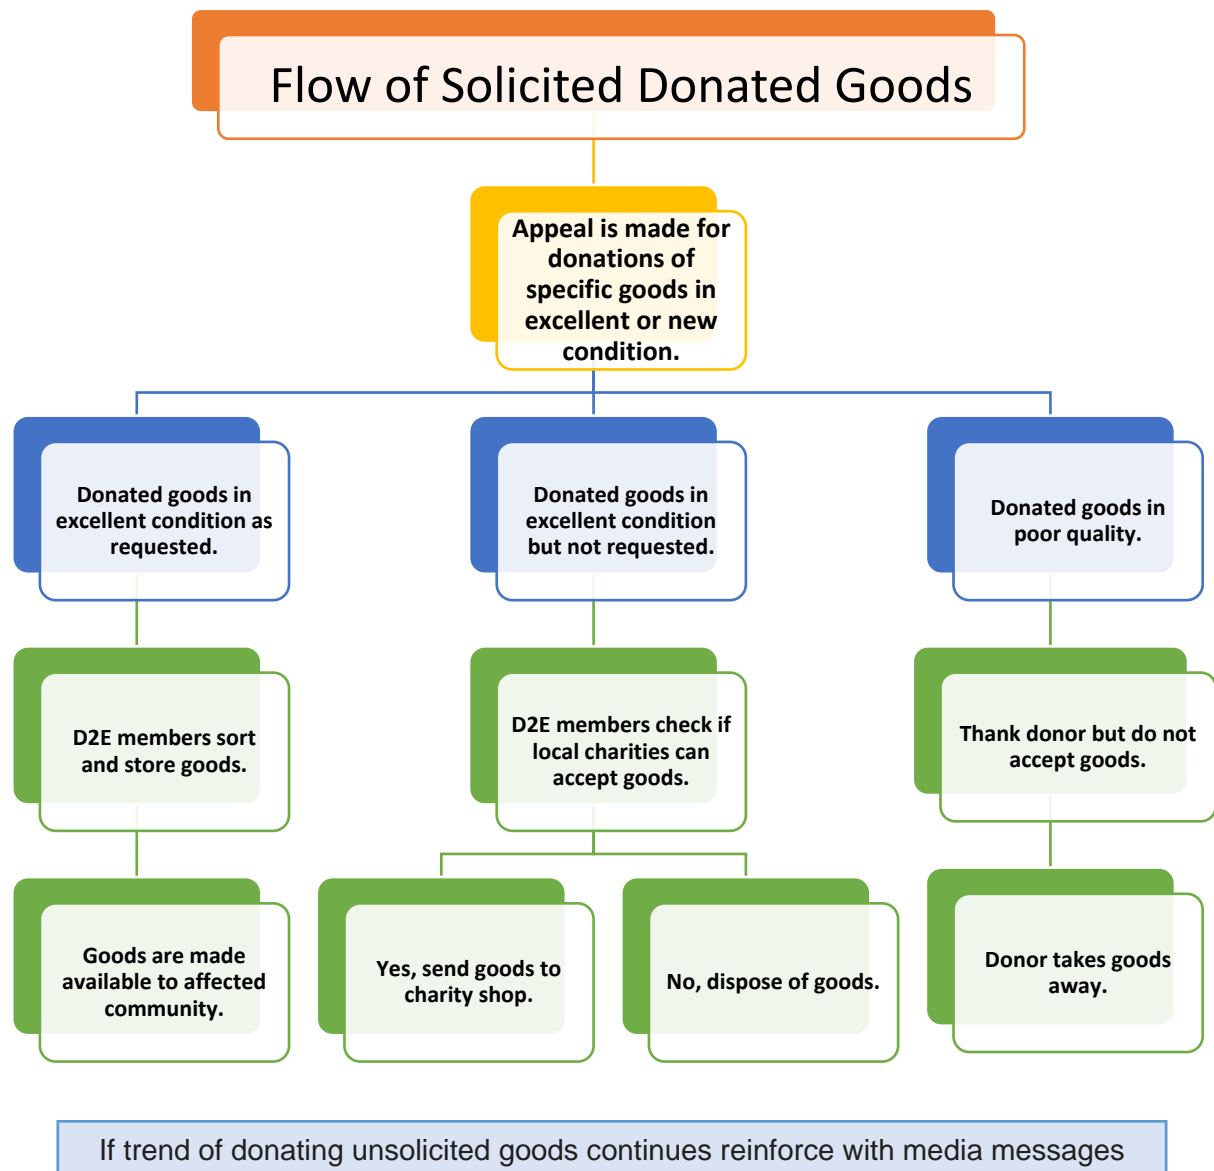 Flow of Solicited Donated Goods
Appeal is made for
donations of
specific goods in
excellent or new
condition.
Donated goods in
excellent condition as
requested.
Donated goods in
excellent condition
but not requested.
Donated goods in
poor quality.
D2E members sort
and store goods.
D2E members check if
local charities can
accept goods.
Thank donor but do not
accept goods.
Goods are made
available to affected
community.
Yes, send goods to
charity shop.
No, dispose of goods.
Donor takes goods
away.
If trend of donating unsolicited goods continues reinforce with media messages